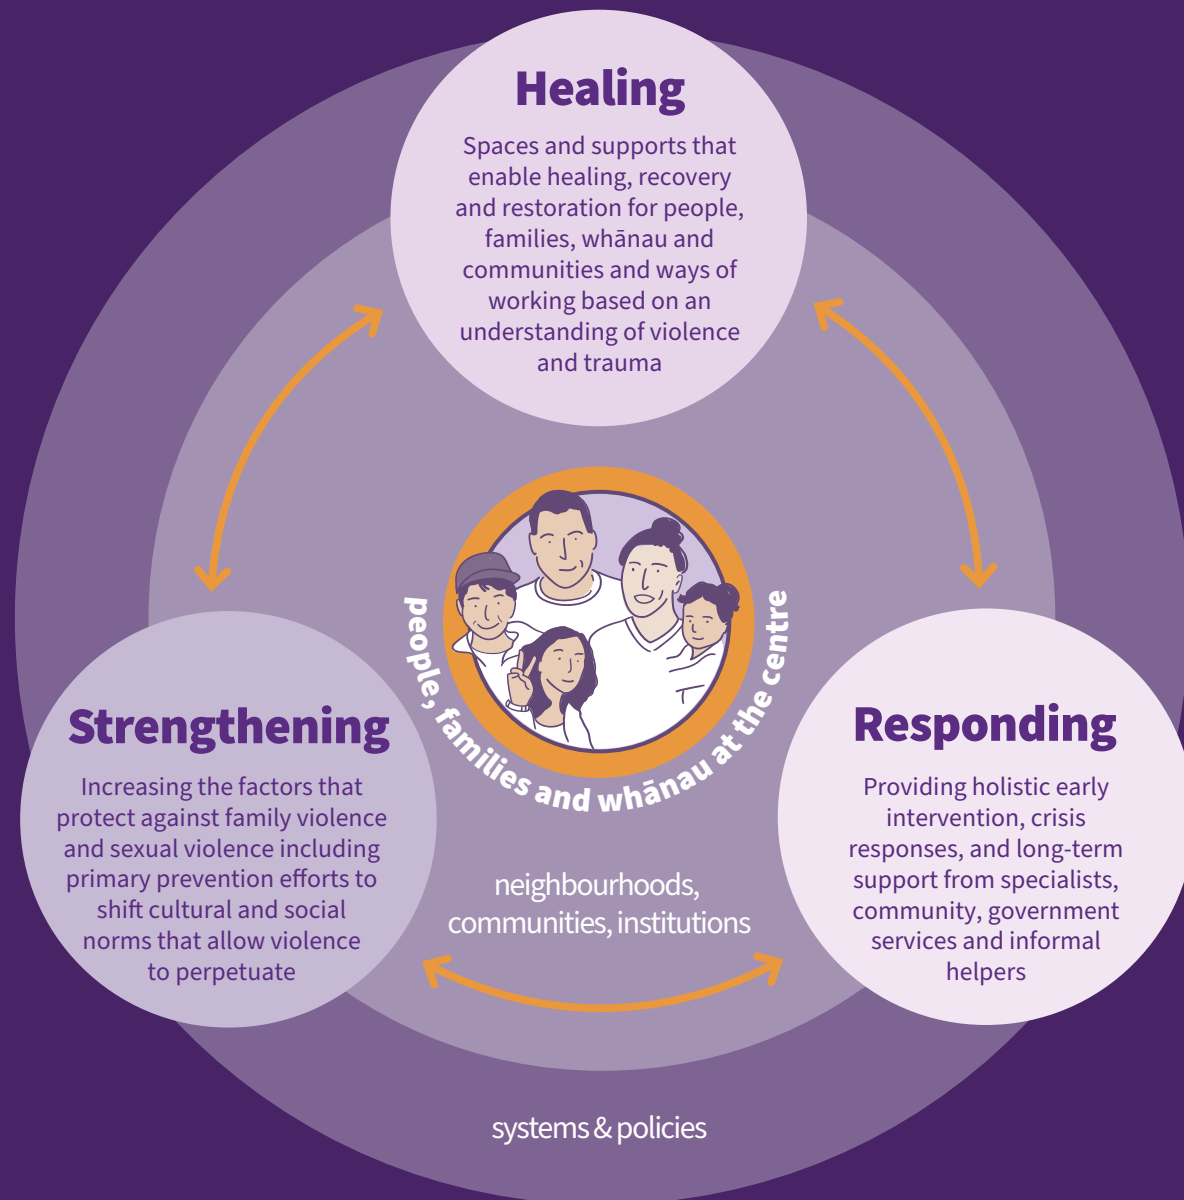 Healing
Spaces and supports that
enable healing, recovery
and restoration for people,
families, whānau and
communities and ways of
working based on an
understanding of violence
and trauma
people, families and whānau at the centre
Strengthening
Increasing the factors that
protect against family violence
and sexual violence including
primary prevention efforts to
shift cultural and social
norms that allow violence
to perpetuate
Responding
Providing holistic early
intervention, crisis
responses, and long-term
support from specialists,
community, government
services and informal
helpers
neighbourhoods,
communities, institutions
systems & policies